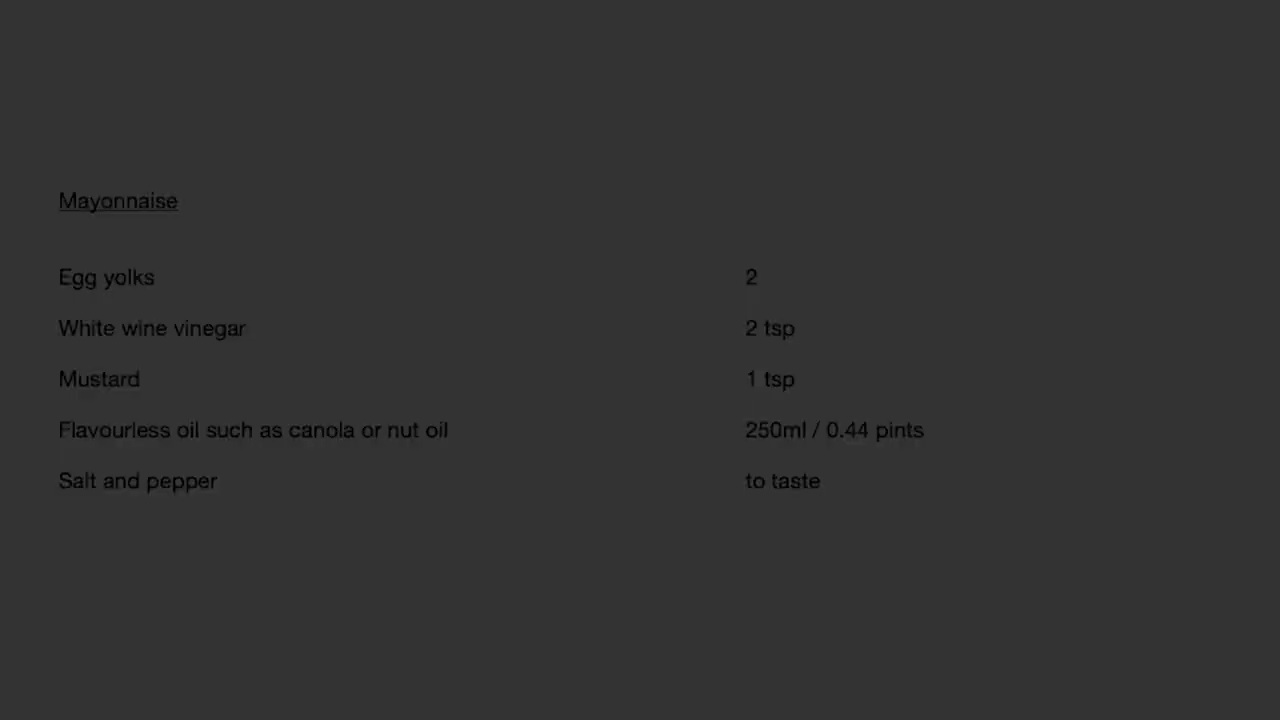 Mayonnaise
Egg yolks 2
White wine vinegar 2 tsp
Mustard 1 tsp
Flavourless oil such as canola or nut oil 250ml / 0.44 pints
Salt and pepper to taste